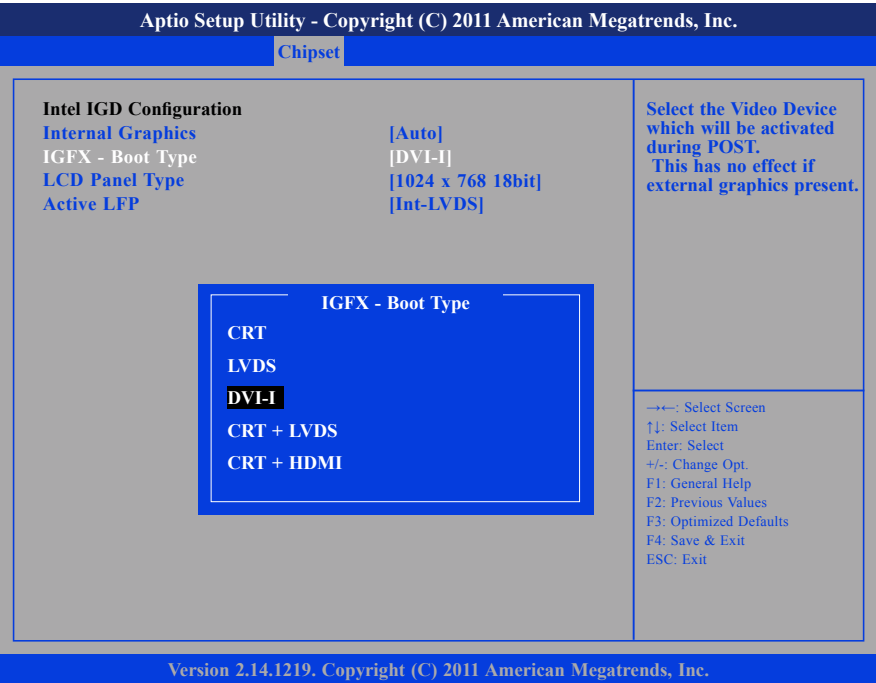 Aptio Setup Utility - Copyright (C) 2011 American Megatrends, Inc.
Chipset
Intel IGD Configuration
Internal Graphics [Auto]
IGFX - Boot Type [DVI-I]
LCD Panel Type [1024 x 768 18bit]
Active LFP [Int-LVDS]
Select the Video Device
which will be activated
during POST.
This has no effect if
external graphics present.
IGFX - Boot Type
CRT
LVDS
DVI-I
CRT + LVDS
CRT + HDMI
→←: Select Screen
↑↓: Select Item
Enter: Select
+/-: Change Opt.
F1: General Help
F2: Previous Values
F3: Optimized Defaults
F4: Save & Exit
ESC: Exit
Version 2.14.1219. Copyright (C) 2011 American Megatrends, Inc.